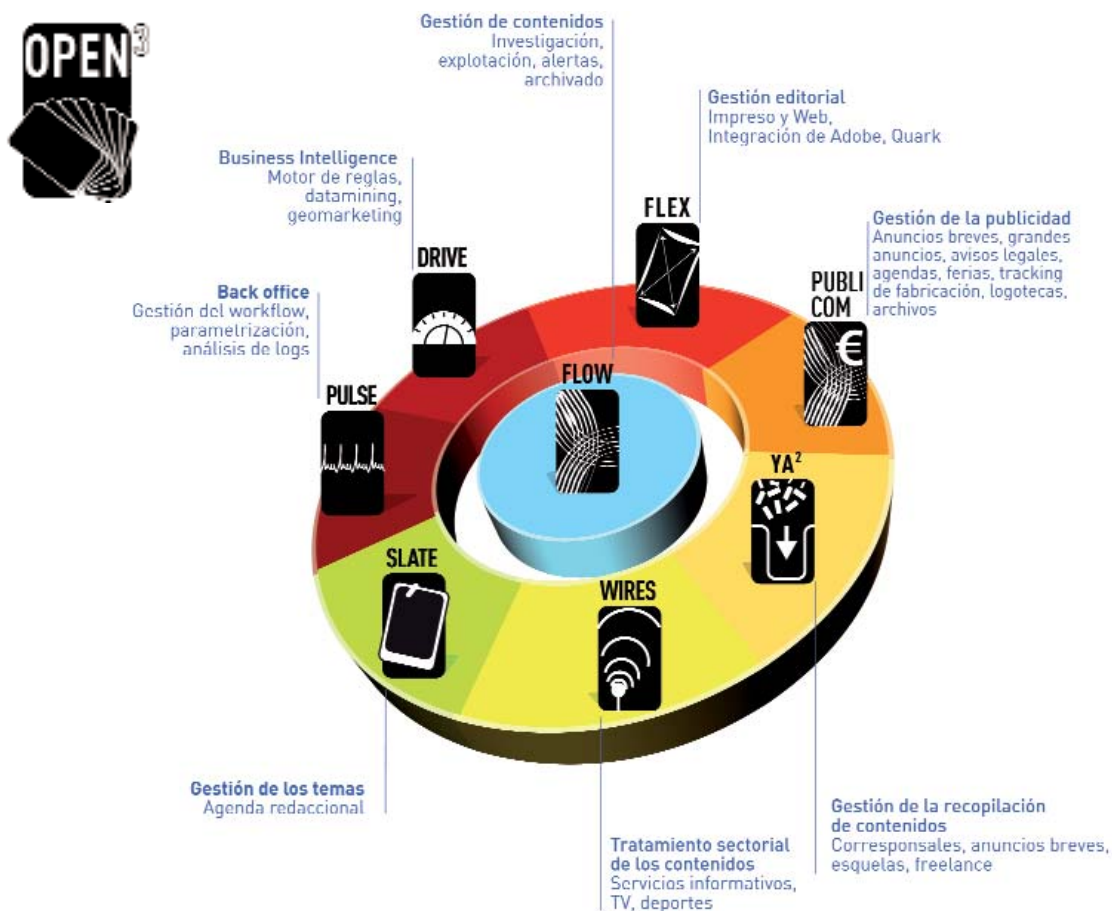 OPEN³
Gestión de contenidos
Investigación,
explotación, alertas,
archivado
Gestión editorial
Impreso y Web,
Integración de Adobe, Quark
Business Intelligence
Motor de reglas,
datamining,
geomarketing
FLEX
Gestión de la publicidad
Anuncios breves, grandes
anuncios, avisos legales,
agendas, ferias, tracking
de fabricación, logotecas,
archivos
DRIVE
PUBLI
COM
€
Back office
Gestión del workflow,
parametrización,
análisis de logs
FLOW
PULSE
YA²
SLATE
WIRES
Gestión de los temas
Agenda redaccional
Gestión de la recopilación
de contenidos
Corresponsales, anuncios breves,
esquelas, freelance
Tratamiento sectorial
de los contenidos
Servicios informativos,
TV, deportes